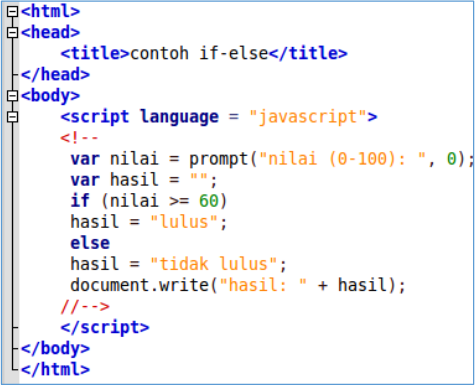 <html>
<head>
<title>contoh if-else</title>
</head>
<body>
<script language = "javascript">
<!--
var nilai = prompt("nilai (0-100): ", 0);
var hasil = "";
if (nilai >= 60)
hasil = "lulus";
else
hasil = "tidak lulus";
document.write("hasil: " + hasil);
//-->
</script>
</body>
</html>